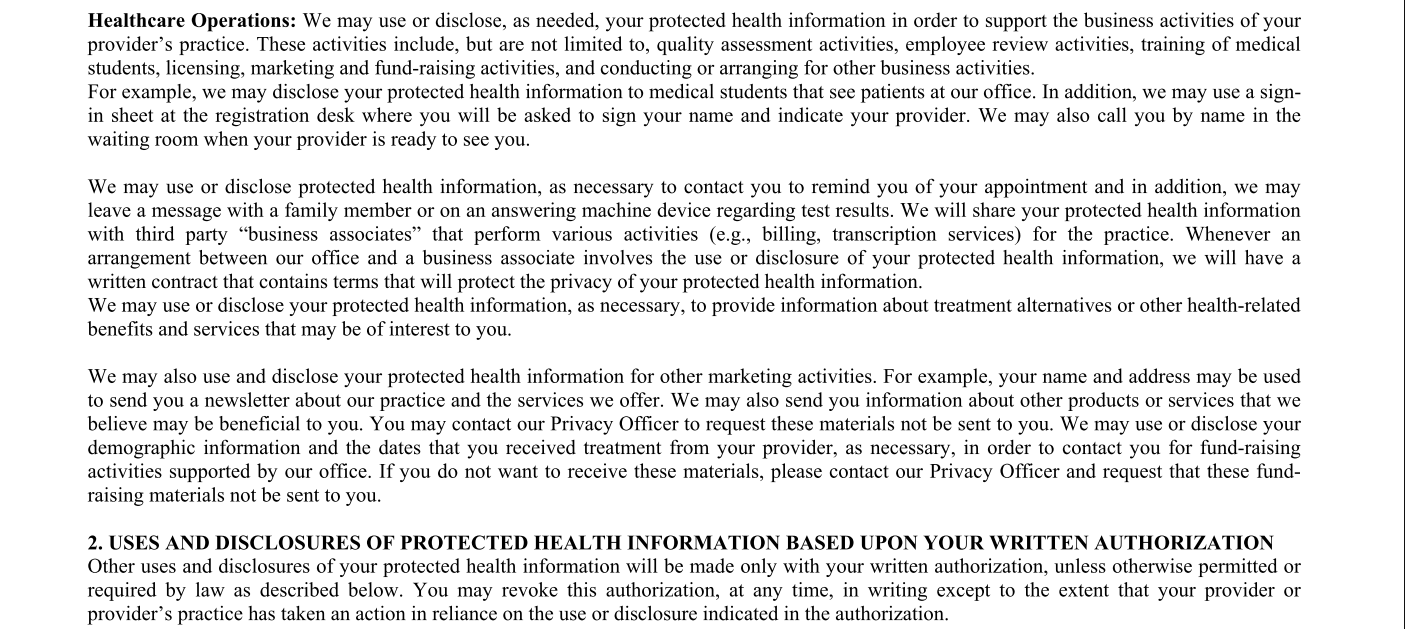 Healthcare Operations: We may use or disclose, as needed, your protected health information in order to support the business activities of your
provider’s practice. These activities include, but are not limited to, quality assessment activities, employee review activities, training of medical
students, licensing, marketing and fund-raising activities, and conducting or arranging for other business activities.
For example, we may disclose your protected health information to medical students that see patients at our office. In addition, we may use a sign-
in sheet at the registration desk where you will be asked to sign your name and indicate your provider. We may also call you by name in the
waiting room when your provider is ready to see you.
We may use or disclose protected health information, as necessary to contact you to remind you of your appointment and in addition, we may
leave a message with a family member or on an answering machine device regarding test results. We will share your protected health information
with third party “business associates” that perform various activities (e.g., billing, transcription services) for the practice. Whenever an
arrangement between our office and a business associate involves the use or disclosure of your protected health information, we will have a
written contract that contains terms that will protect the privacy of your protected health information.
We may use or disclose your protected health information, as necessary, to provide information about treatment alternatives or other health-related
benefits and services that may be of interest to you.
We may also use and disclose your protected health information for other marketing activities. For example, your name and address may be used
to send you a newsletter about our practice and the services we offer. We may also send you information about other products or services that we
believe may be beneficial to you. You may contact our Privacy Officer to request these materials not be sent to you. We may use or disclose your
demographic information and the dates that you received treatment from your provider, as necessary, in order to contact you for fund-raising
activities supported by our office. If you do not want to receive these materials, please contact our Privacy Officer and request that these fund-
raising materials not be sent to you.
2. USES AND DISCLOSURES OF PROTECTED HEALTH INFORMATION BASED UPON YOUR WRITTEN AUTHORIZATION
Other uses and disclosures of your protected health information will be made only with your written authorization, unless otherwise permitted or
required by law as described below. You may revoke this authorization, at any time, in writing except to the extent that your provider or
provider’s practice has taken an action in reliance on the use or disclosure indicated in the authorization.